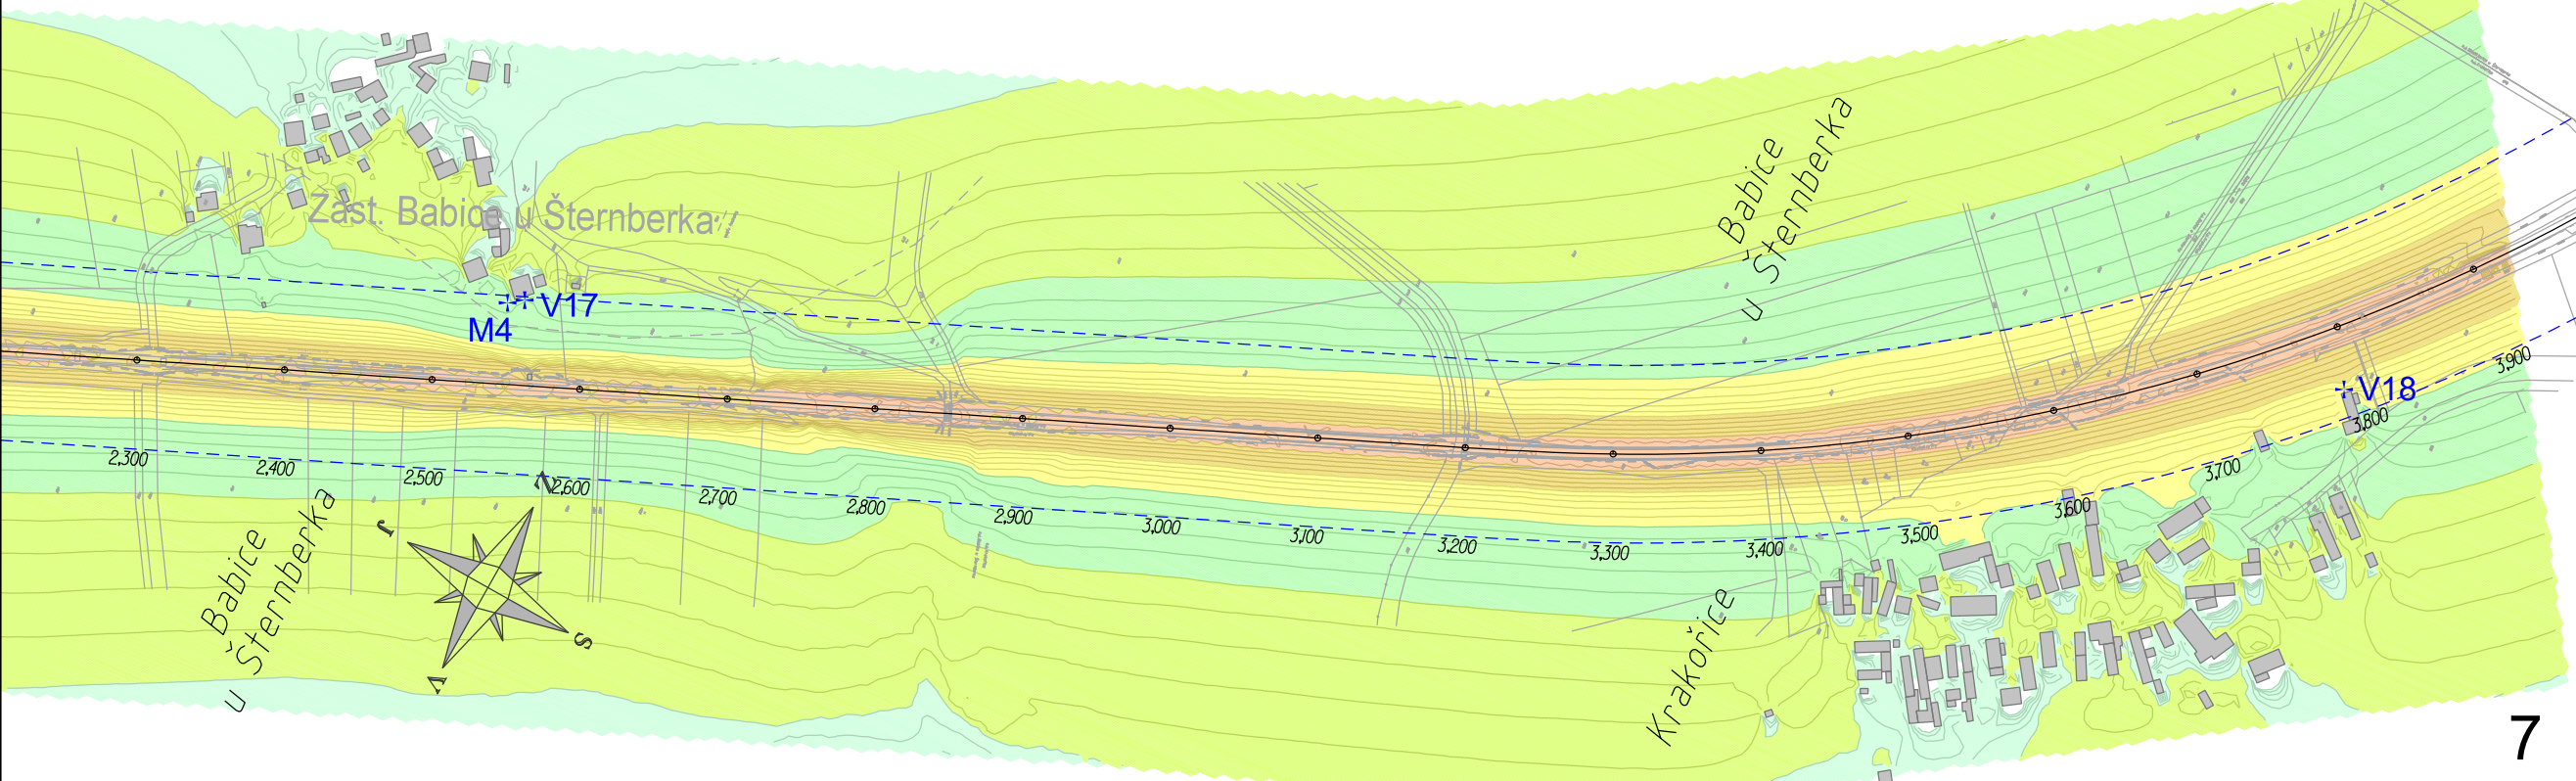 Zast. Babice u Šternberka
V17
M4
Babice
u Šternberka
V18
2,300
2,400
2,500
2,600
2,700
2,800
2,900
3,000
3,100
3,200
3,300
3,400
3,500
3,600
3,700
3,800
3,900
Babice
u Šternberka
Z
J
S
V
Krakořice
7